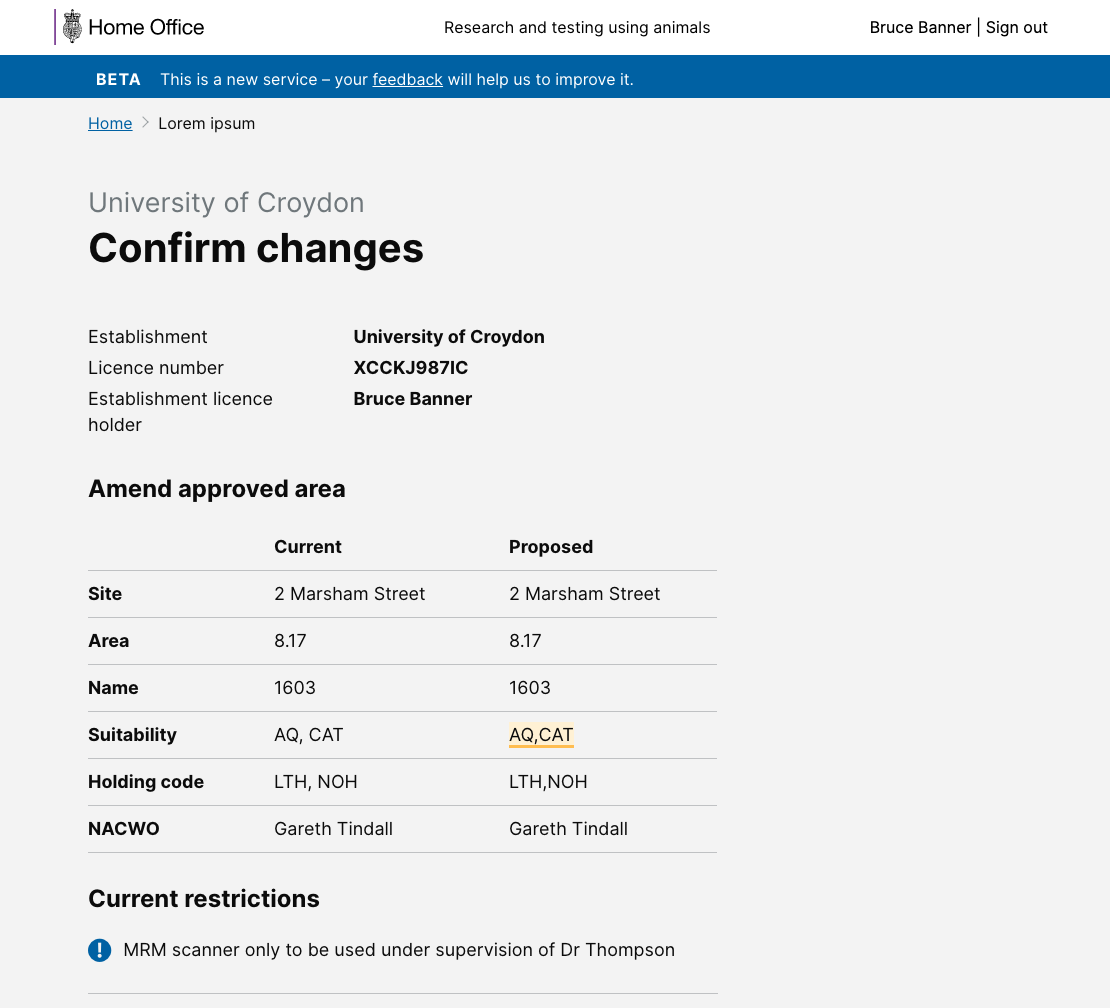 Home Office
Research and testing using animals
Bruce Banner | Sign out
BETA This is a new service – your feedback will help us to improve it.
Home > Lorem ipsum
University of Croydon
Confirm changes
Establishment University of Croydon
Licence number XCCKJ987IC
Establishment licence holder Bruce Banner
Amend approved area
Current Proposed
Site 2 Marsham Street 2 Marsham Street
Area 8.17 8.17
Name 1603 1603
Suitability AQ, CAT AQ,CAT
Holding code LTH, NOH LTH,NOH
NACWO Gareth Tindall Gareth Tindall
Current restrictions
! MRM scanner only to be used under supervision of Dr Thompson